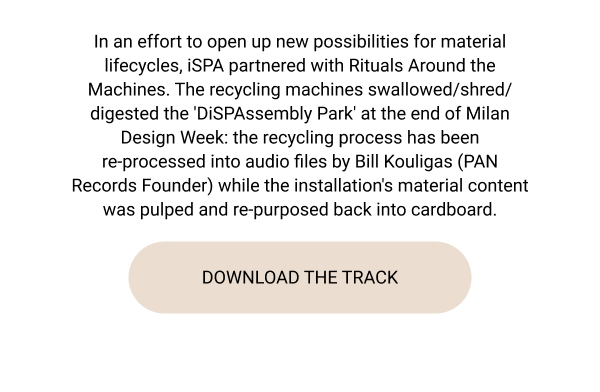 In an effort to open up new possibilities for material
lifecycles, iSPA partnered with Rituals Around the
Machines. The recycling machines swallowed/shred/
digested the 'DiSPAssembly Park' at the end of Milan
Design Week: the recycling process has been
re-processed into audio files by Bill Kouligas (PAN
Records Founder) while the installation's material content
was pulped and re-purposed back into cardboard.
DOWNLOAD THE TRACK